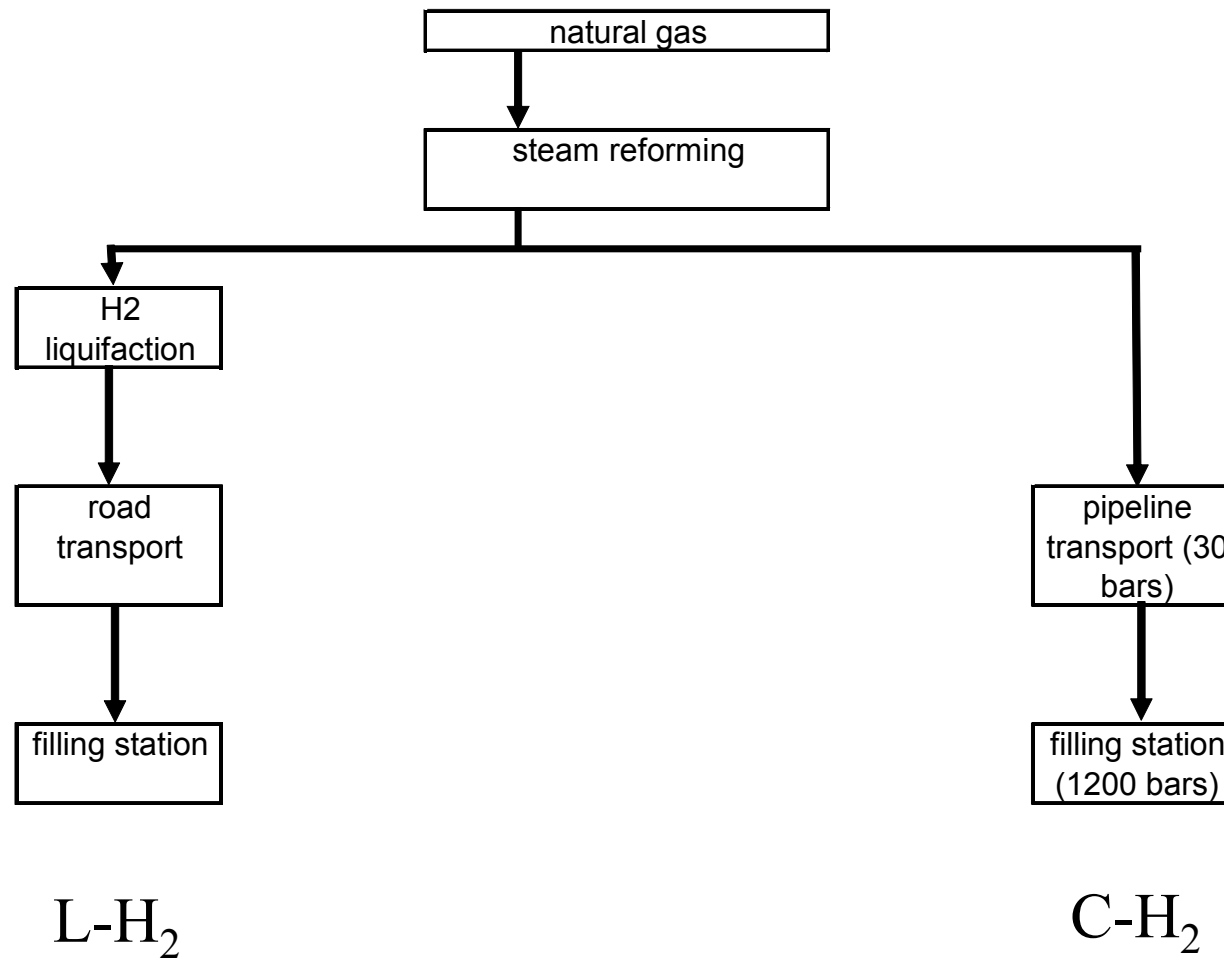 natural gas
steam reforming
H2
liquifaction
road
transport
pipeline
transport (30
bars)
filling station
filling station
(1200 bars)
L-H₂
C-H₂